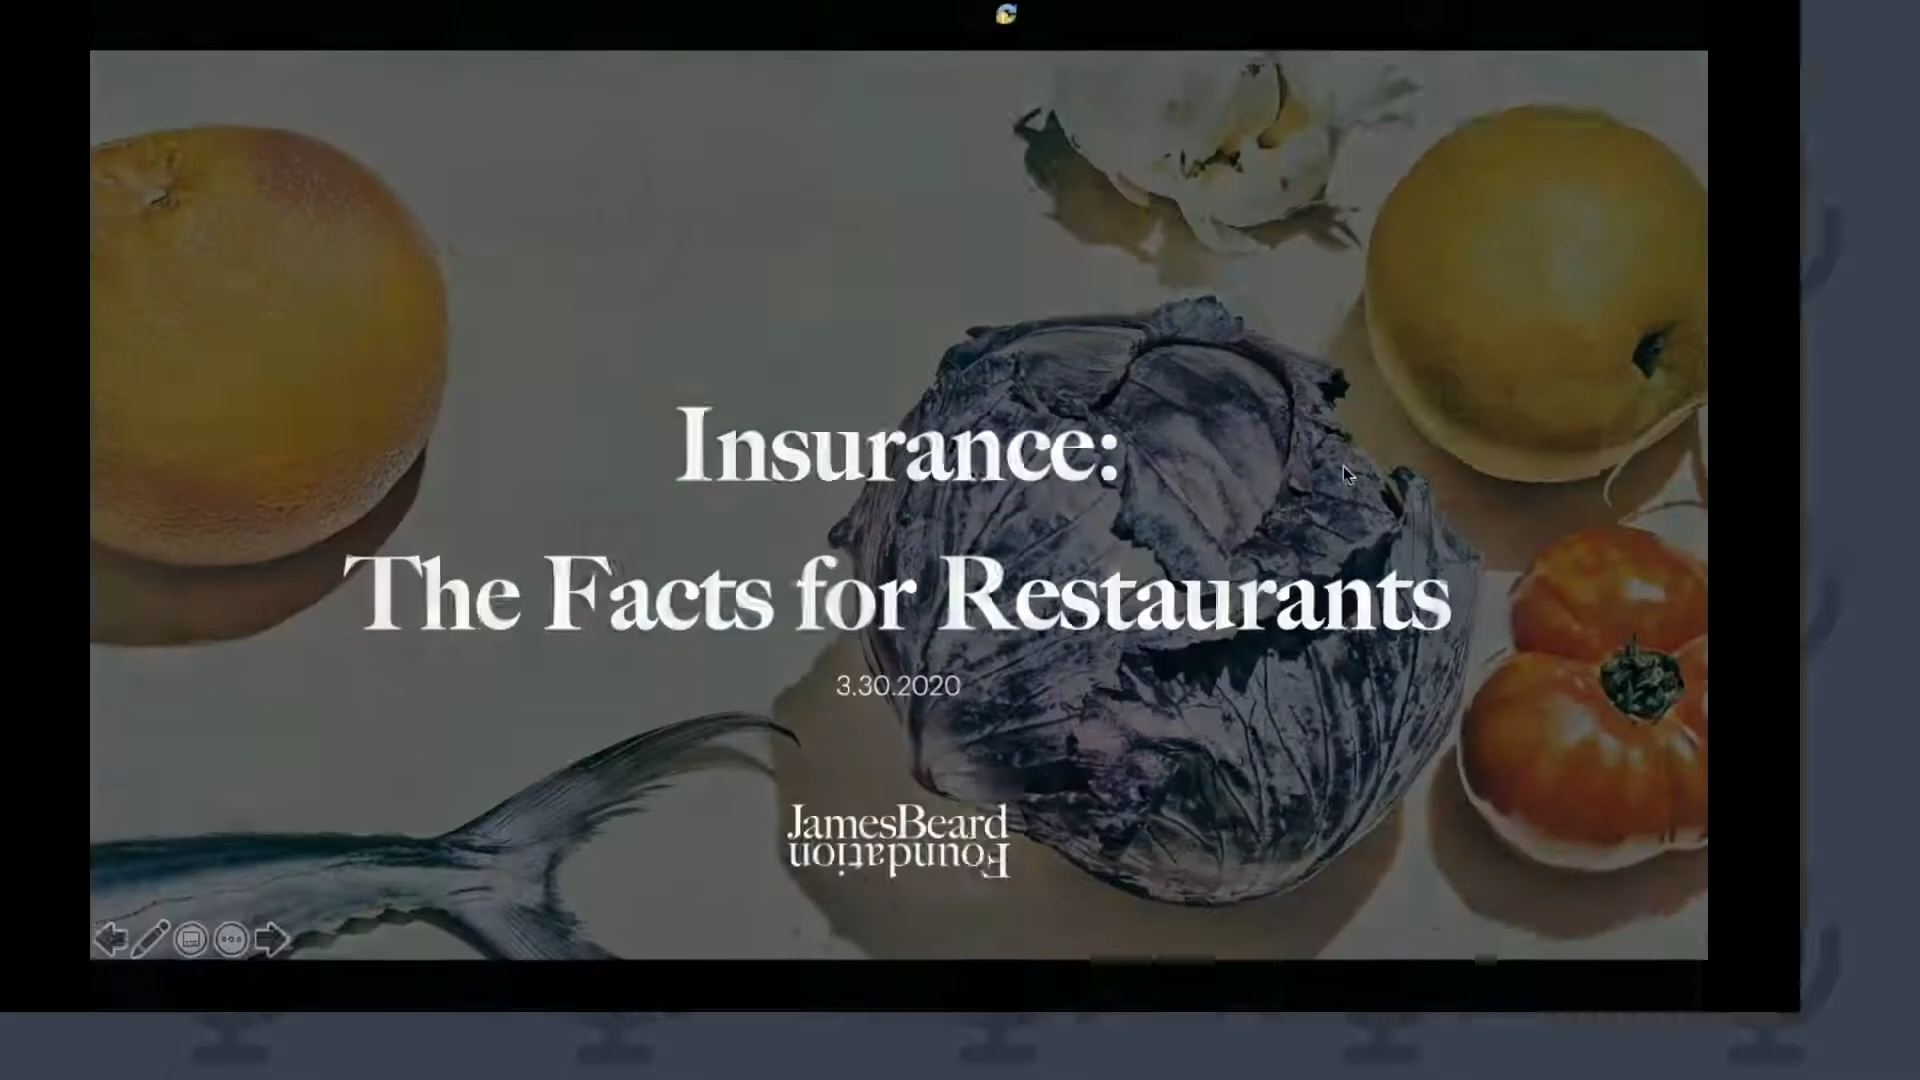 Insurance:
The Facts for Restaurants
3.30.2020
JamesBeard
Foundation